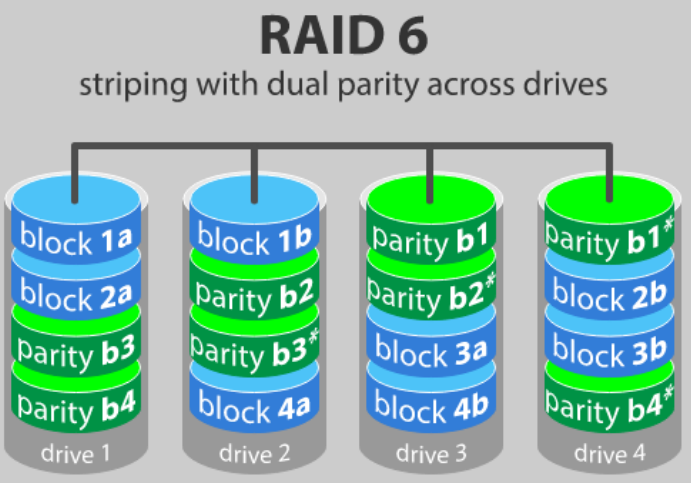 RAID 6
striping with dual parity across drives
block 1a
block 1b
parity b1
parity b1*
block 2a
parity b2
parity b2*
block 2b
parity b3
parity b3*
block 3a
block 3b
parity b4
block 4a
block 4b
parity b4*
drive 1
drive 2
drive 3
drive 4